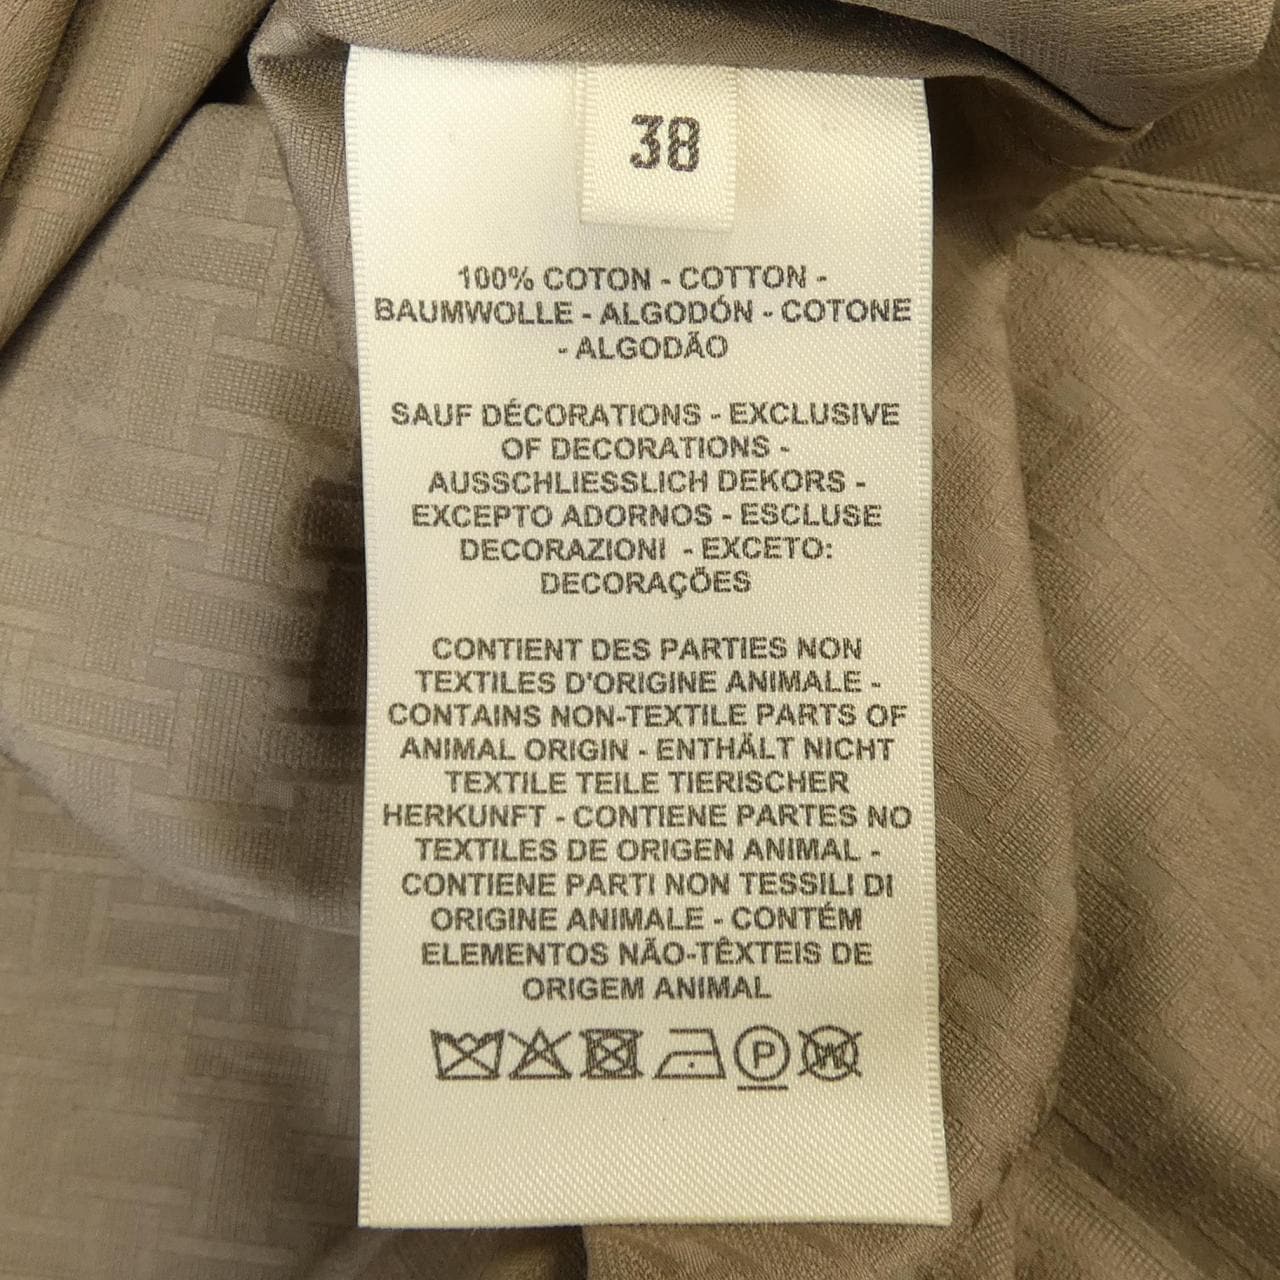 38
100% COTON - COTTON -
BAUMWOLLE - ALGODÓN - COTONE
- ALGODÃO
SAUF DÉCORATIONS - EXCLUSIVE
OF DECORATIONS -
AUSSCHLIESSLICH DEKORS -
EXCEPTO ADORNOS - ESCLUSE
DECORAZIONI - EXCETO:
DECORAÇÕES
CONTIENT DES PARTIES NON
TEXTILES D'ORIGINE ANIMALE -
CONTAINS NON-TEXTILE PARTS OF
ANIMAL ORIGIN - ENTHÄLT NICHT
TEXTILE TEILE TIERISCHER
HERKUNFT - CONTIENE PARTES NO
TEXTILES DE ORIGEN ANIMAL -
CONTIENE PARTI NON TESSILI DI
ORIGINE ANIMALE - CONTÉM
ELEMENTOS NÃO-TÊXTEIS DE
ORIGEM ANIMAL
P W